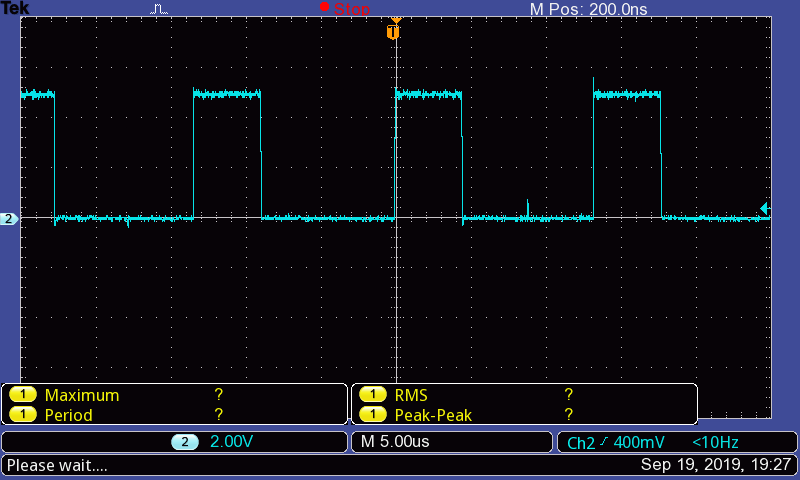 Tek Stop M Pos: 200.0ns
T
2
1 Maximum ? 1 RMS ?
1 Period ? 1 Peak-Peak ?
2 2.00V M 5.00us Ch2 400mV <10Hz
Please wait.... Sep 19, 2019, 19:27